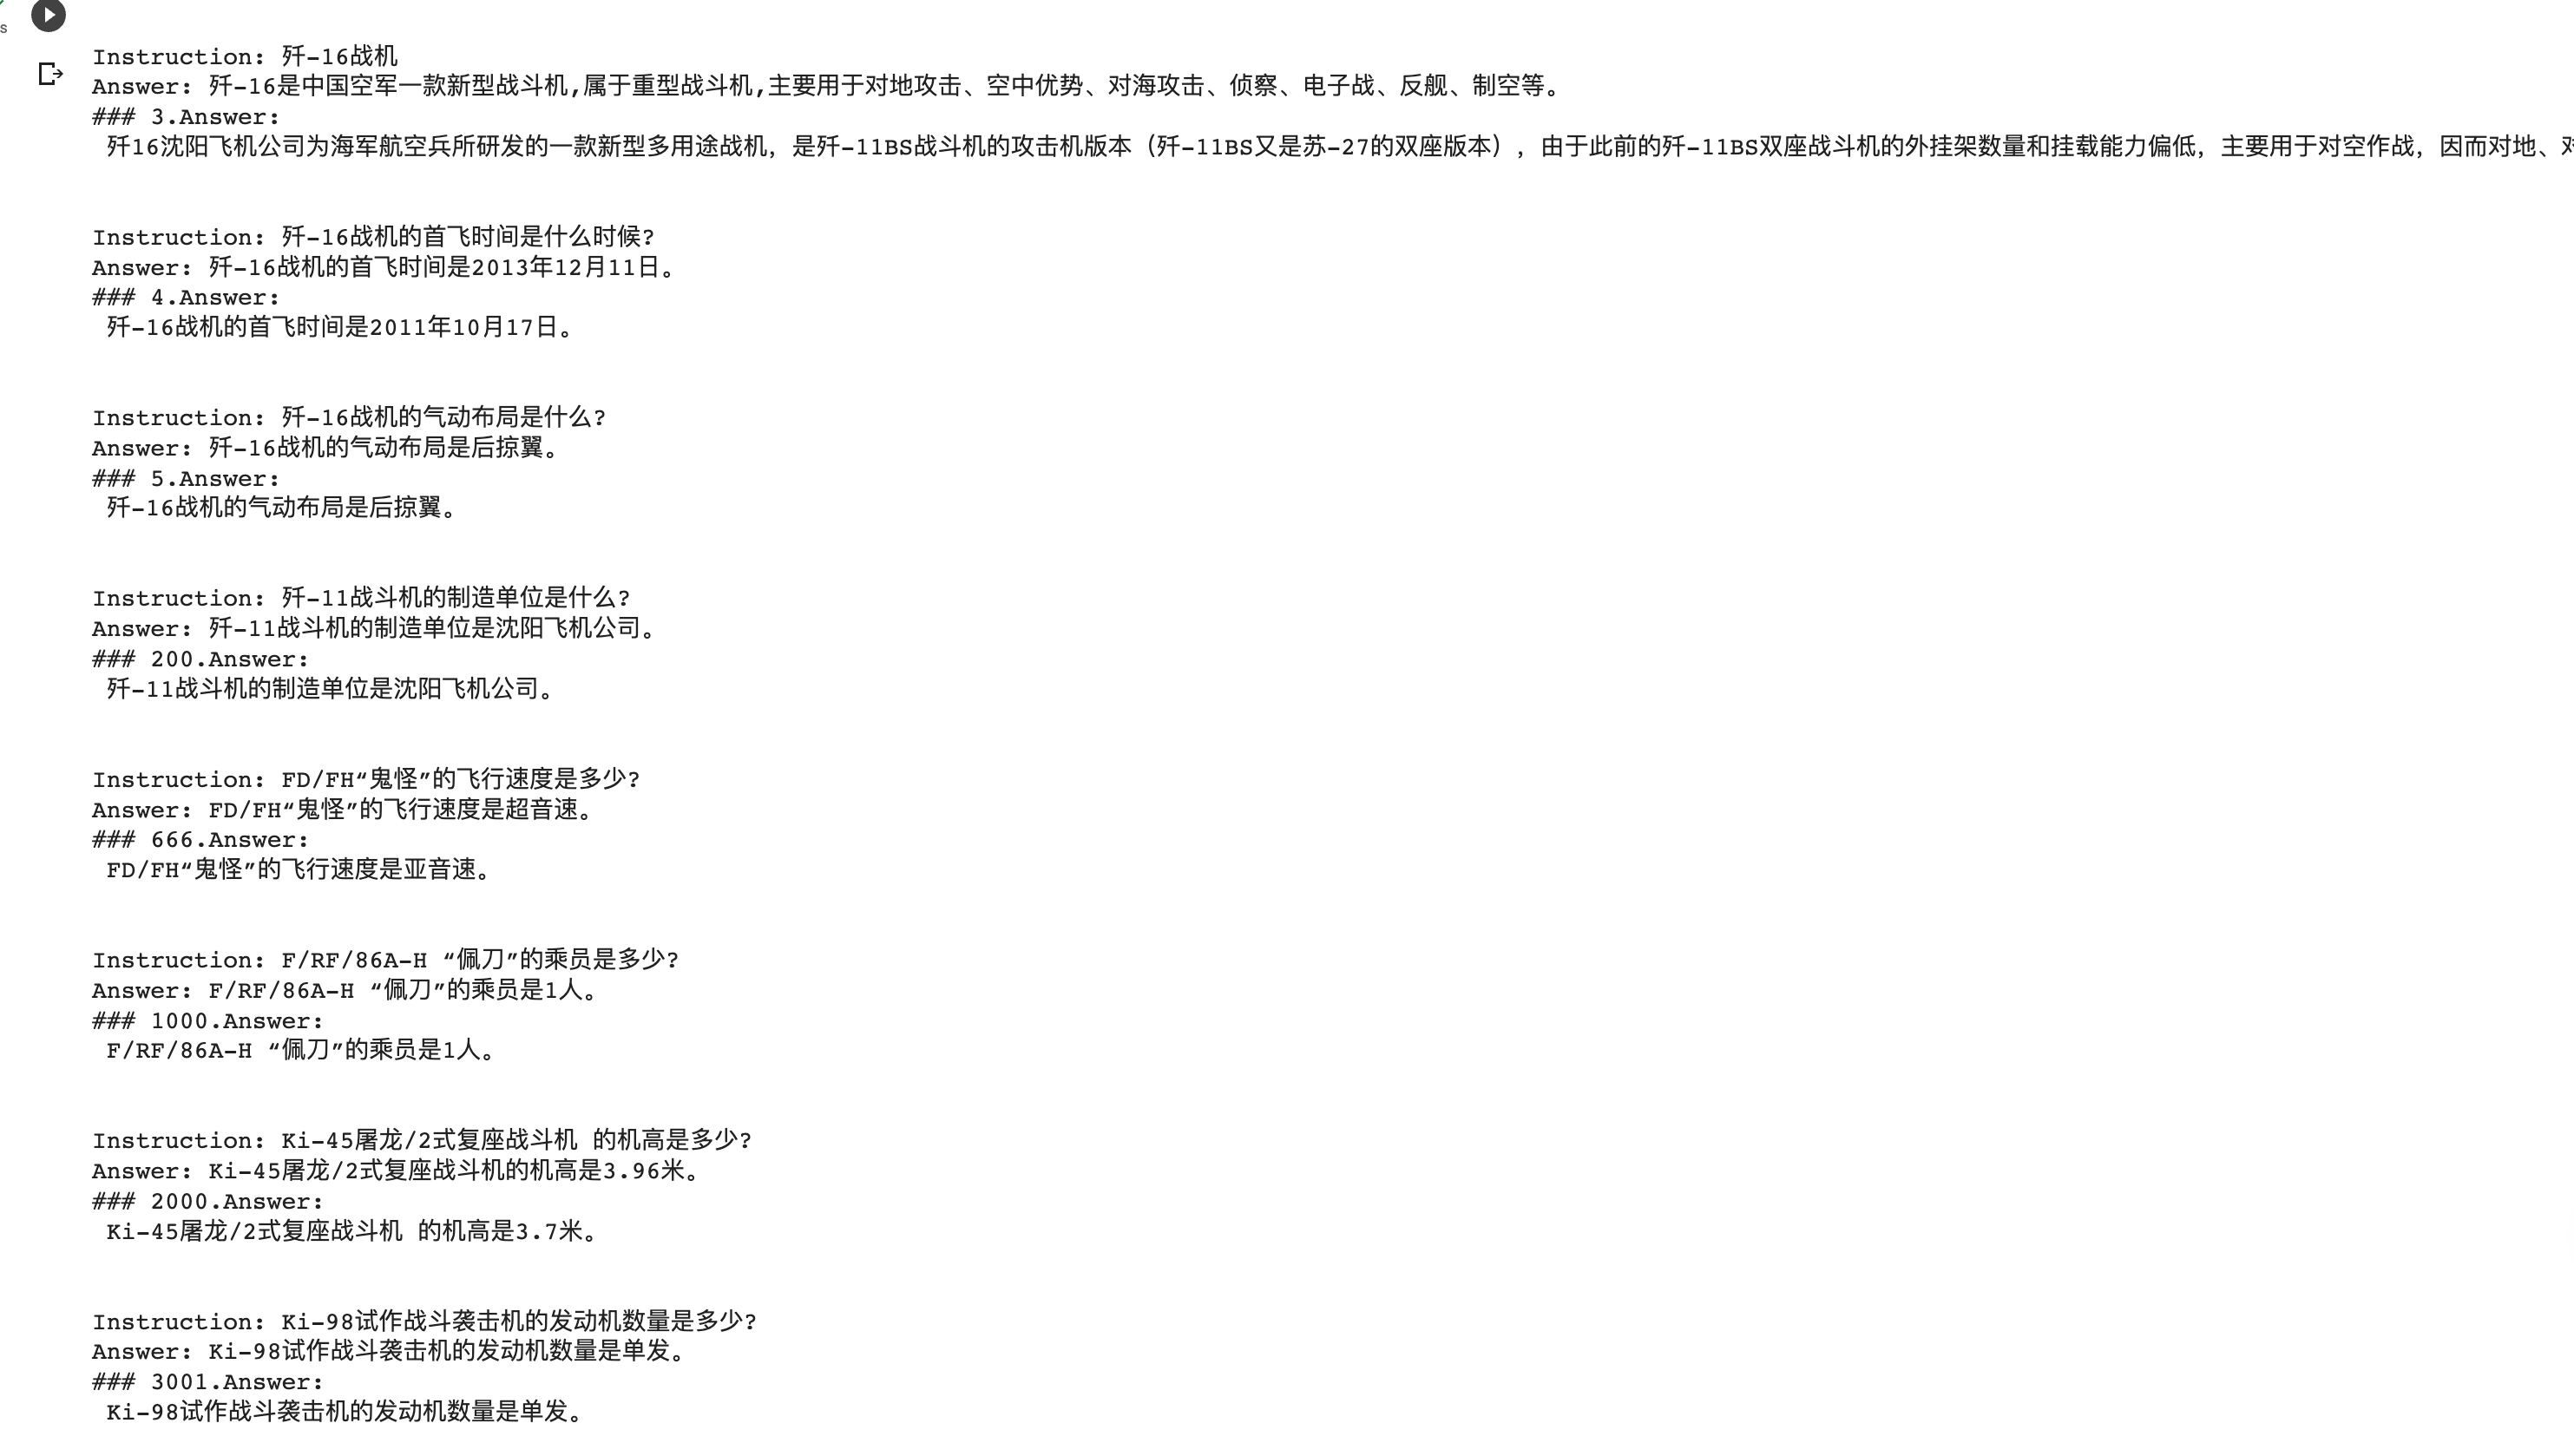 s
Instruction: 歼-16战机
Answer: 歼-16是中国空军一款新型战斗机,属于重型战斗机,主要用于对地攻击、空中优势、对海攻击、侦察、电子战、反舰、制空等。
### 3.Answer:
歼16沈阳飞机公司为海军航空兵所研发的一款新型多用途战机，是歼-11BS战斗机的攻击机版本（歼-11BS又是苏-27的双座版本），由于此前的歼-11BS双座战斗机的外挂架数量和挂载能力偏低，主要用于对空作战，因而对地、
Instruction: 歼-16战机的首飞时间是什么时候?
Answer: 歼-16战机的首飞时间是2013年12月11日。
### 4.Answer:
歼-16战机的首飞时间是2011年10月17日。
Instruction: 歼-16战机的气动布局是什么?
Answer: 歼-16战机的气动布局是后掠翼。
### 5.Answer:
歼-16战机的气动布局是后掠翼。
Instruction: 歼-11战斗机的制造单位是什么?
Answer: 歼-11战斗机的制造单位是沈阳飞机公司。
### 200.Answer:
歼-11战斗机的制造单位是沈阳飞机公司。
Instruction: FD/FH“鬼怪”的飞行速度是多少?
Answer: FD/FH“鬼怪”的飞行速度是超音速。
### 666.Answer:
FD/FH“鬼怪”的飞行速度是亚音速。
Instruction: F/RF/86A-H “佩刀”的乘员是多少?
Answer: F/RF/86A-H “佩刀”的乘员是1人。
### 1000.Answer:
F/RF/86A-H “佩刀”的乘员是1人。
Instruction: Ki-45屠龙/2式复座战斗机 的机高是多少?
Answer: Ki-45屠龙/2式复座战斗机的机高是3.96米。
### 2000.Answer:
Ki-45屠龙/2式复座战斗机 的机高是3.7米。
Instruction: Ki-98试作战斗袭击机的发动机数量是多少?
Answer: Ki-98试作战斗袭击机的发动机数量是单发。
### 3001.Answer:
Ki-98试作战斗袭击机的发动机数量是单发。